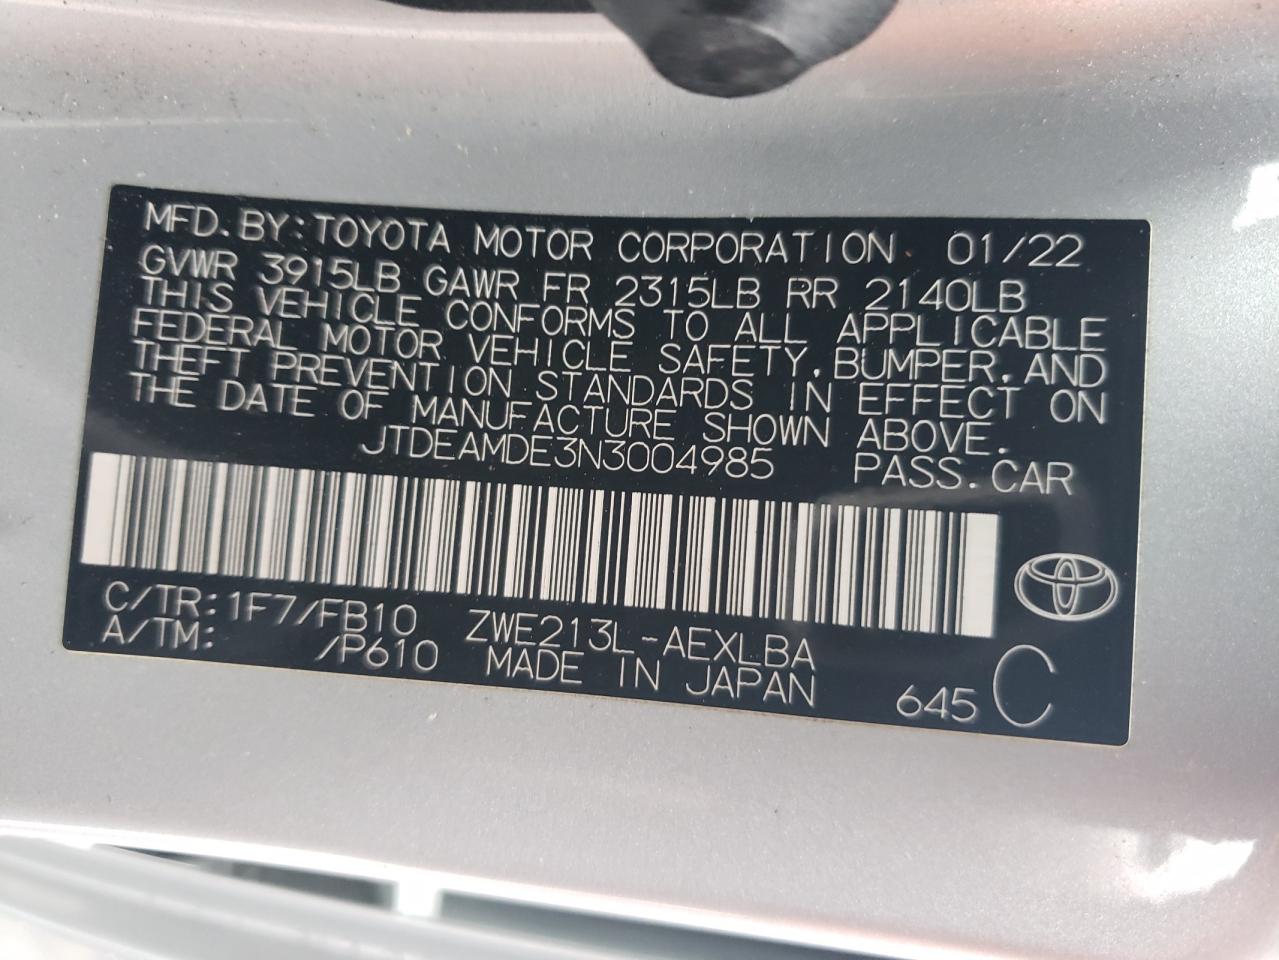 MFD. BY: TOYOTA MOTOR CORPORATION 01/22
GVWR 3915LB GAWR FR 2315LB RR 2140LB
THIS VEHICLE CONFORMS TO ALL APPLICABLE
FEDERAL MOTOR VEHICLE SAFETY, BUMPER, AND
THEFT PREVENTION STANDARDS IN EFFECT ON
THE DATE OF MANUFACTURE SHOWN ABOVE.
JTDEAMDE3N3004985 PASS. CAR
C/TR: 1F7/FB10 ZWE213L-AEXLBA
A/TM: /P610 MADE IN JAPAN 645 C